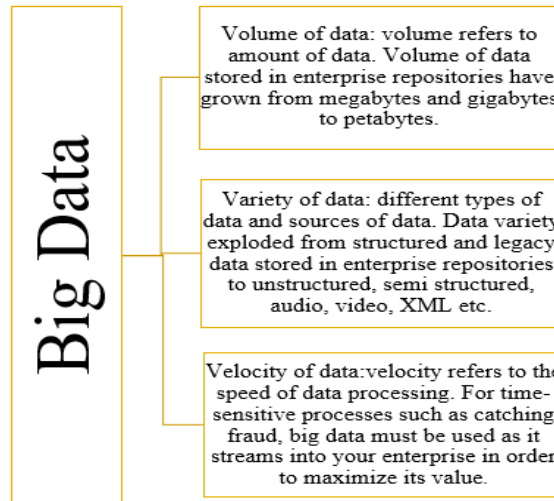 Big Data
Volume of data: volume refers to
amount of data. Volume of data
stored in enterprise repositories have
grown from megabytes and gigabytes
to petabytes.
Variety of data: different types of
data and sources of data. Data variety
exploded from structured and legacy
data stored in enterprise repositories
to unstructured, semi structured,
audio, video, XML etc.
Velocity of data:velocity refers to the
speed of data processing. For time-
sensitive processes such as catching
fraud, big data must be used as it
streams into your enterprise in order
to maximize its value.